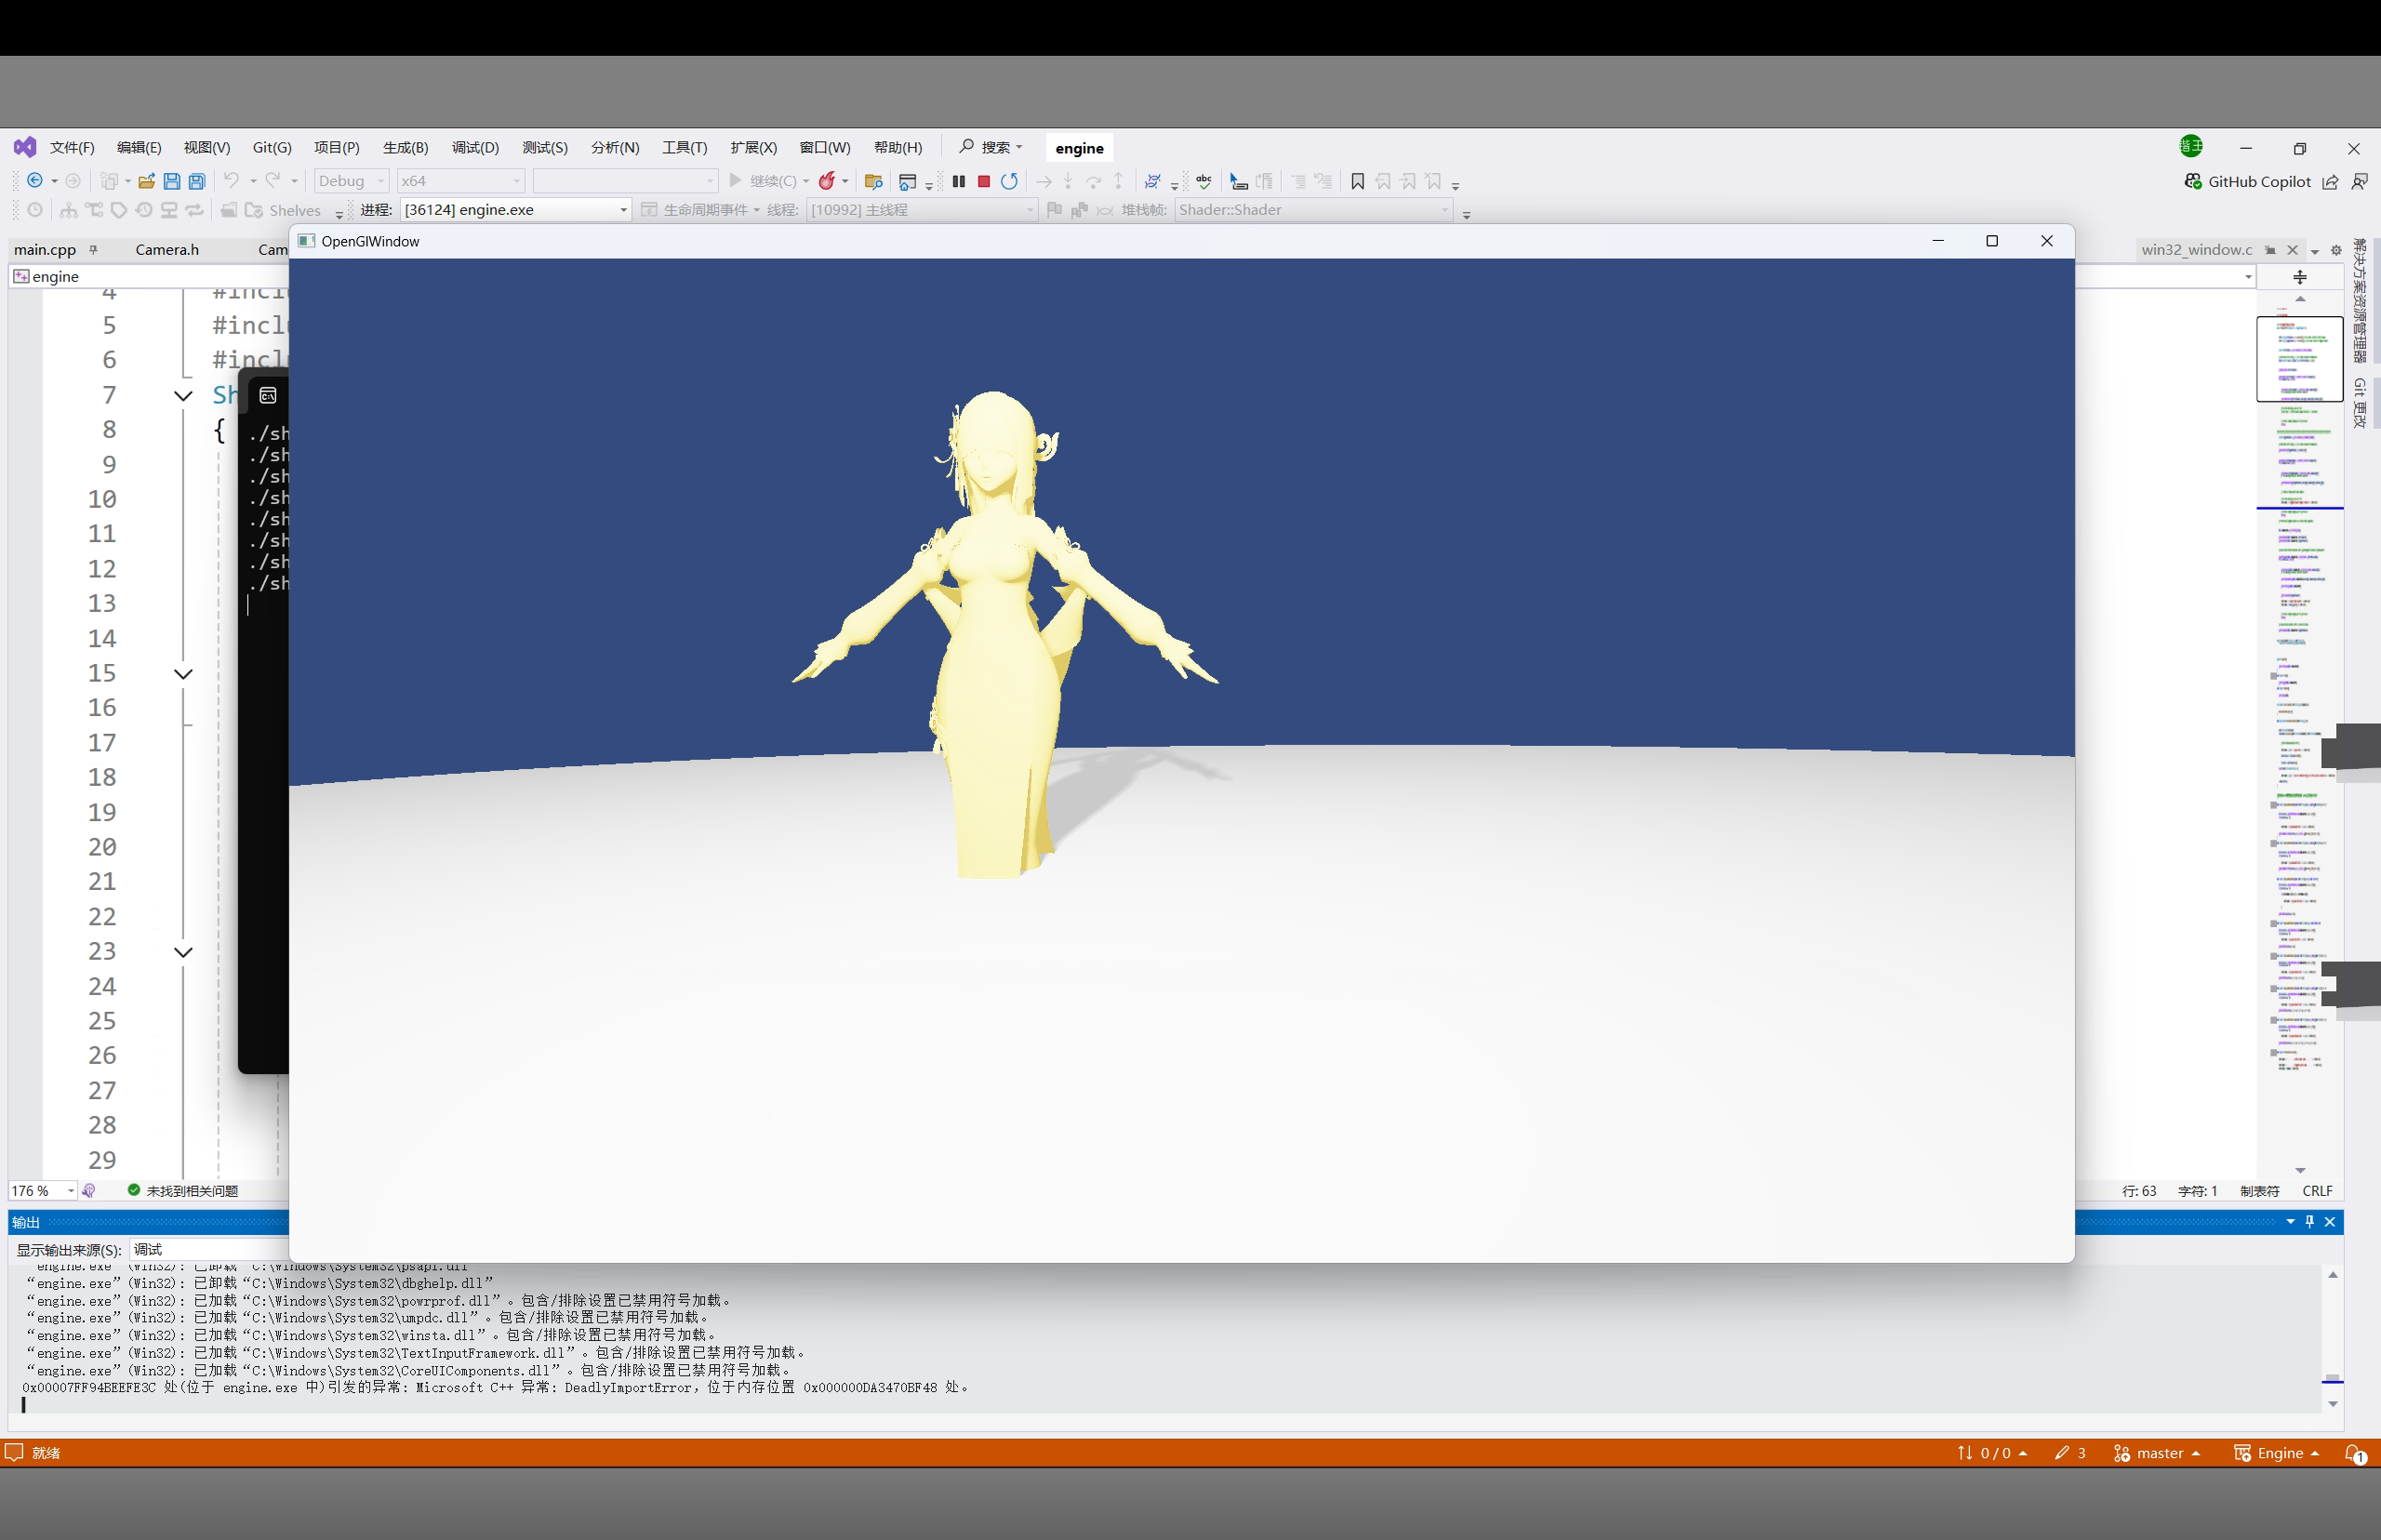 文件(F) 编辑(E) 视图(V) Git(G) 项目(P) 生成(B) 调试(D) 测试(S) 分析(N) 工具(T) 扩展(X) 窗口(W) 帮助(H) 搜索 engine
Debug x64 继续(C) GitHub Copilot
Shelves 进程: [36124] engine.exe 生命周期事件 线程: [10992] 主线程 堆栈帧: Shader::Shader
OpenGlWindow
main.cpp Camera.h Cam win32_window.c
engine
解决方案资源管理器
Git 更改
4 #inclu
5 #inclu
6 #inclu
7 Sh
8 {
9
10
11
12
13
14
15
16
17
18
19
20
21
22
23
24
25
26
27
28
29
./sh
./sh
./sh
./sh
./sh
./sh
./sh
./sh
176 % 未找到相关问题 行: 63 字符: 1 制表符 CRLF
输出
显示输出来源(S): 调试
“engine.exe”(Win32): 已卸载“C:\Windows\System32\psapi.dll”
“engine.exe”(Win32): 已卸载“C:\Windows\System32\dbghelp.dll”
“engine.exe”(Win32): 已加载“C:\Windows\System32\powrprof.dll”。包含/排除设置已禁用符号加载。
“engine.exe”(Win32): 已加载“C:\Windows\System32\umpdc.dll”。包含/排除设置已禁用符号加载。
“engine.exe”(Win32): 已加载“C:\Windows\System32\winsta.dll”。包含/排除设置已禁用符号加载。
“engine.exe”(Win32): 已加载“C:\Windows\System32\TextInputFramework.dll”。包含/排除设置已禁用符号加载。
“engine.exe”(Win32): 已加载“C:\Windows\System32\CoreUIComponents.dll”。包含/排除设置已禁用符号加载。
0x00007FF94BEEFE3C 处(位于 engine.exe 中)引发的异常: Microsoft C++ 异常: DeadlyImportError，位于内存位置 0x000000DA3470BF48 处。
就绪 0 / 0 3 master Engine 1